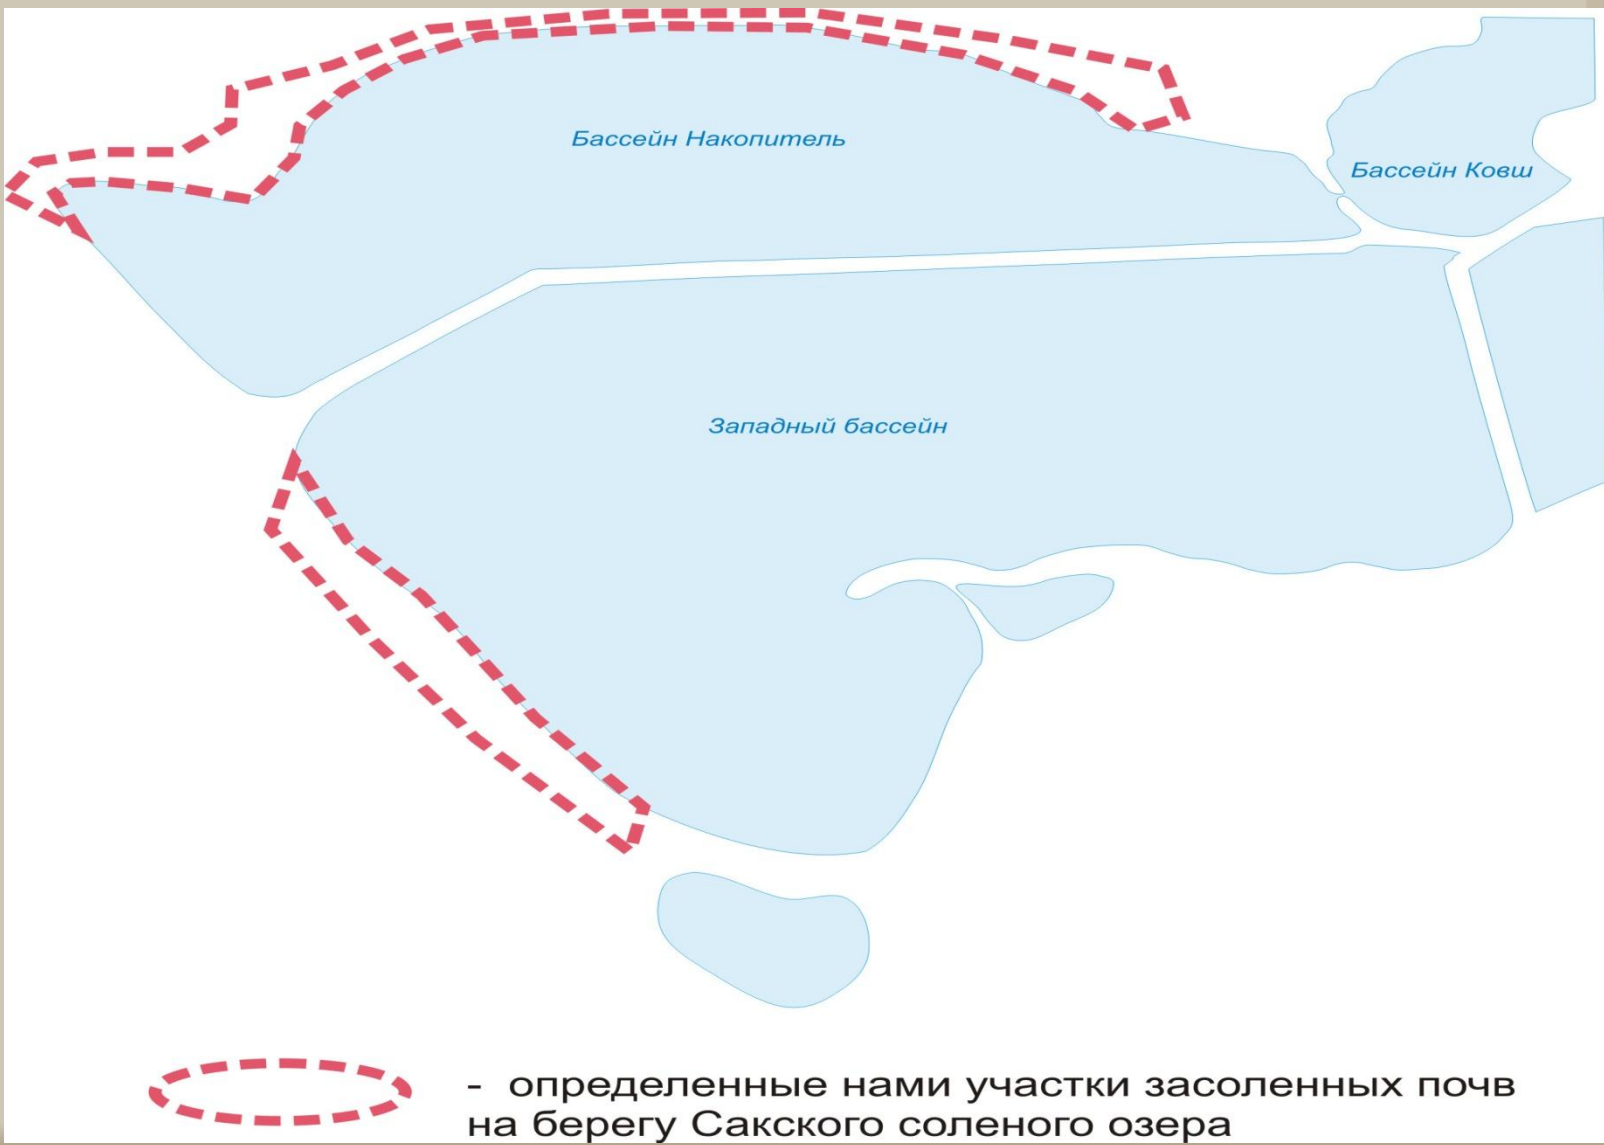 Бассейн Накопитель
Бассейн Ковш
Западный бассейн
- определенные нами участки засоленных почв
на берегу Сакского соленого озера